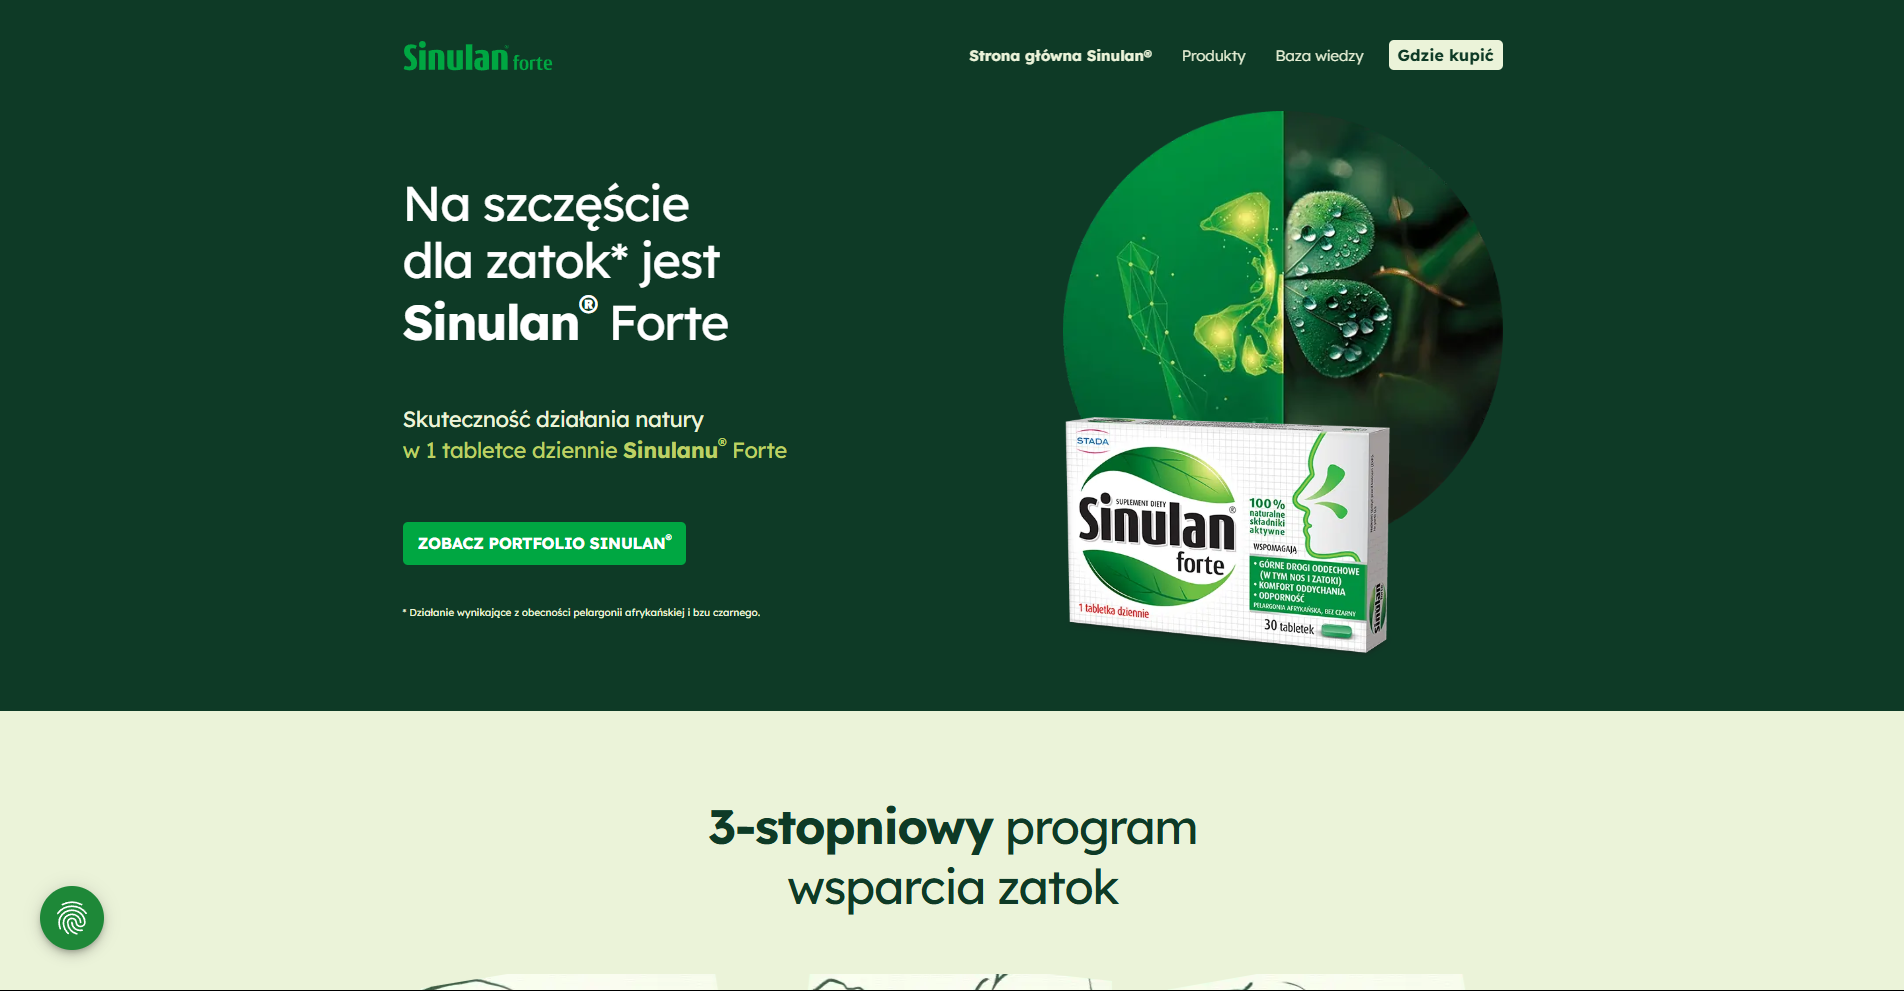 Sinulan forte
Strona główna Sinulan® Produkty Baza wiedzy Gdzie kupić
Na szczęście
dla zatok* jest
Sinulan® Forte
Skuteczność działania natury
w 1 tabletce dziennie Sinulanu® Forte
ZOBACZ PORTFOLIO SINULAN®
* Działanie wynikające z obecności pelargonii afrykańskiej i bzu czarnego.
STADA
SUPLEMENT DIETY
Sinulan®
forte
1 tabletka dziennie
100%
naturalne
składniki
aktywne
WSPOMAGAJĄ
• GÓRNE DROGI ODDECHOWE
(W TYM NOS I ZATOKI)
• KOMFORT ODDYCHANIA
• ODPORNOŚĆ
PELARGONIA AFRYKAŃSKA, BEZ CZARNY
30 tabletek
Sinulan
forte
3-stopniowy program
wsparcia zatok